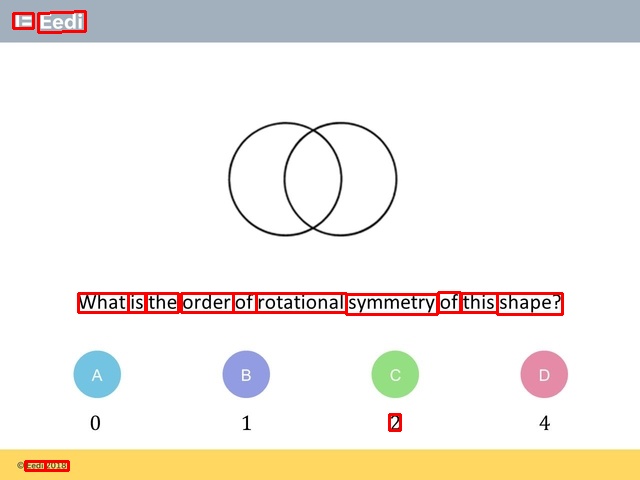 Eedi
What is the order of rotational symmetry of this shape?
A B C D
0 1 2 4
© Eedi 2018